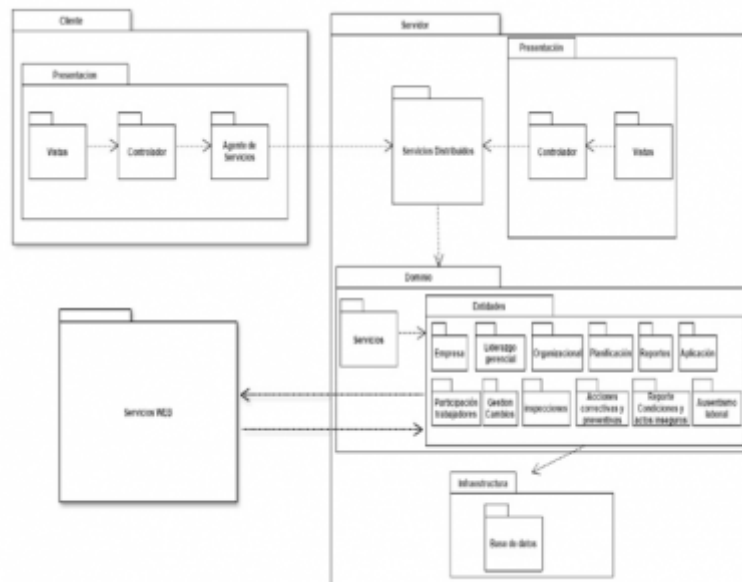 Cliente
Presentacion
Vistas
Controlador
Agente de
Servicios
Servidor
Presentación
Servicios Distribuidos
Controlador
Vistas
Dominio
Servicios
Entidades
Empresa
Liderazgo
gerencial
Organizacional
Planificación
Reportes
Aplicación
Participación
trabajadores
Gestion
Cambios
Inspecciones
Acciones
correctivas y
preventivas
Reporte
Condiciones y
actos inseguros
Ausentismo
laboral
Servicios WEB
Infraestructura
Base de datos